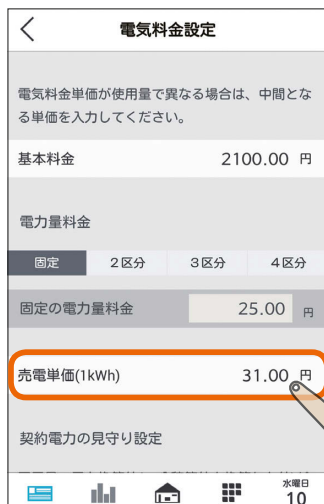 電気料金設定
電気料金単価が使用量で異なる場合は、中間とな
る単価を入力してください。
基本料金 2100.00 円
電力量料金
固定 2区分 3区分 4区分
固定の電力量料金 25.00 円
売電単価(1kWh) 31.00 円
契約電力の見守り設定
水曜日
10